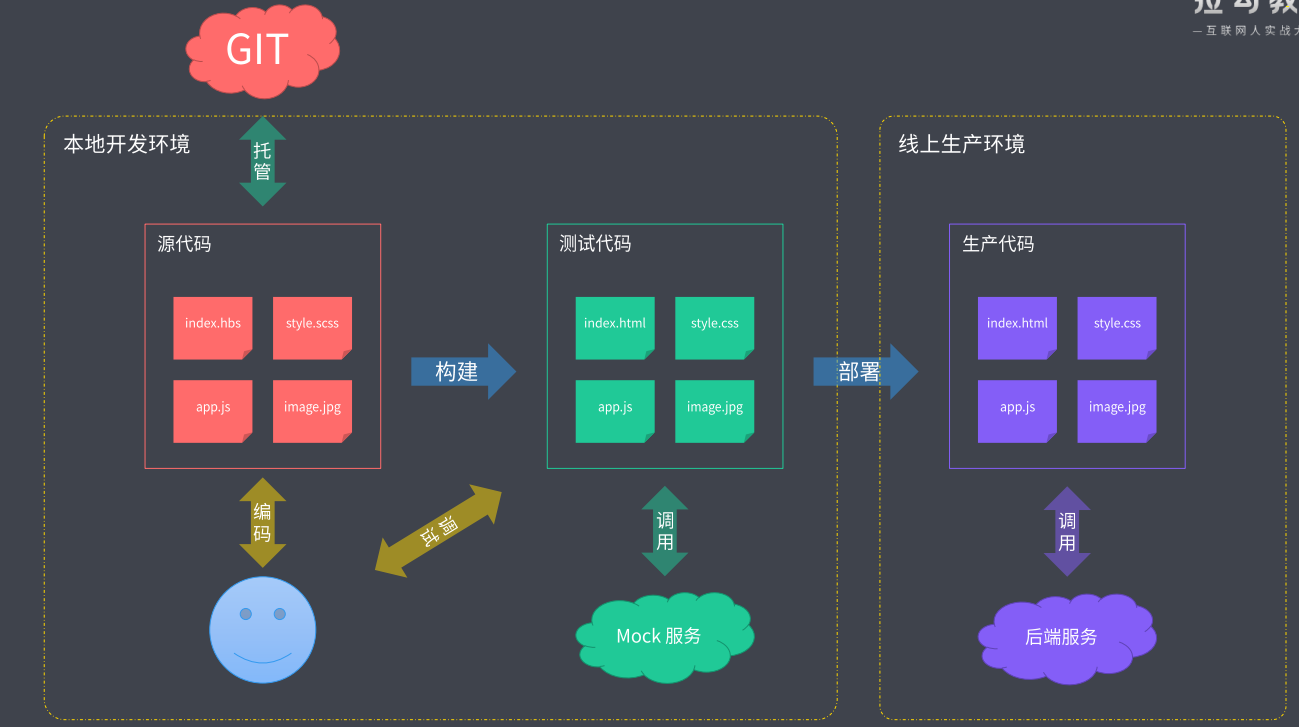 GIT
— 互 联 网 人 实 战
本地开发环境
托
管
源代码
index.hbs
style.scss
app.js
image.jpg
构建
测试代码
index.html
style.css
app.js
image.jpg
编
码
调试
调
用
Mock 服务
部署
线上生产环境
生产代码
index.html
style.css
app.js
image.jpg
调
用
后端服务